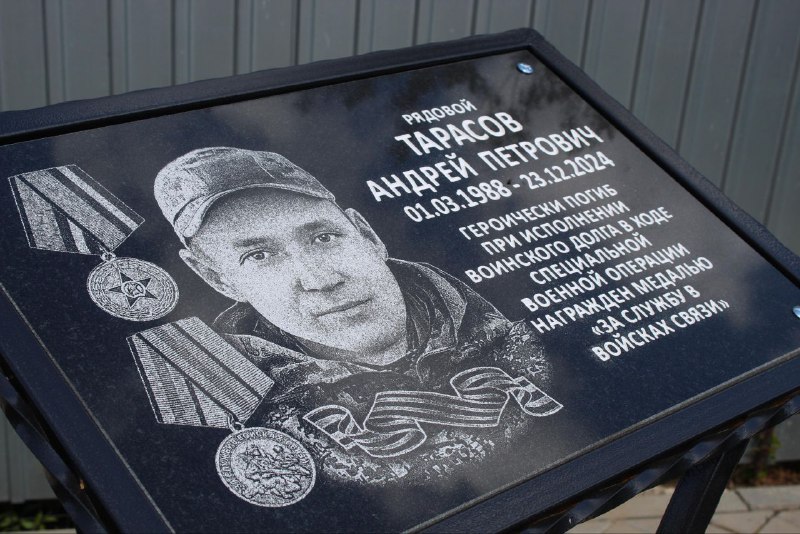 РЯДОВОЙ
ТАРАСОВ
АНДРЕЙ ПЕТРОВИЧ
01.03.1988 - 23.12.2024
ГЕРОИЧЕСКИ ПОГИБ
ПРИ ИСПОЛНЕНИИ
ВОИНСКОГО ДОЛГА В ХОДЕ
СПЕЦИАЛЬНОЙ
ВОЕННОЙ ОПЕРАЦИИ
НАГРАЖДЕН МЕДАЛЬЮ
«ЗА СЛУЖБУ В
ВОЙСКАХ СВЯЗИ»